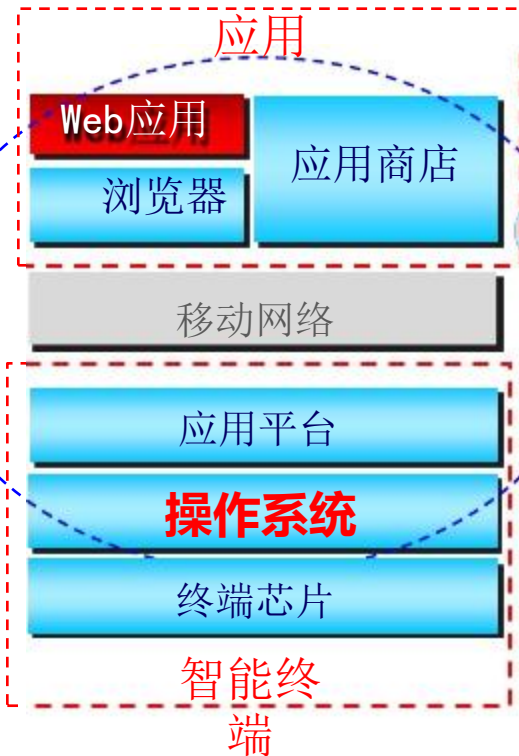 应用
Web应用
应用商店
浏览器
移动网络
应用平台
操作系统
终端芯片
智能终
端